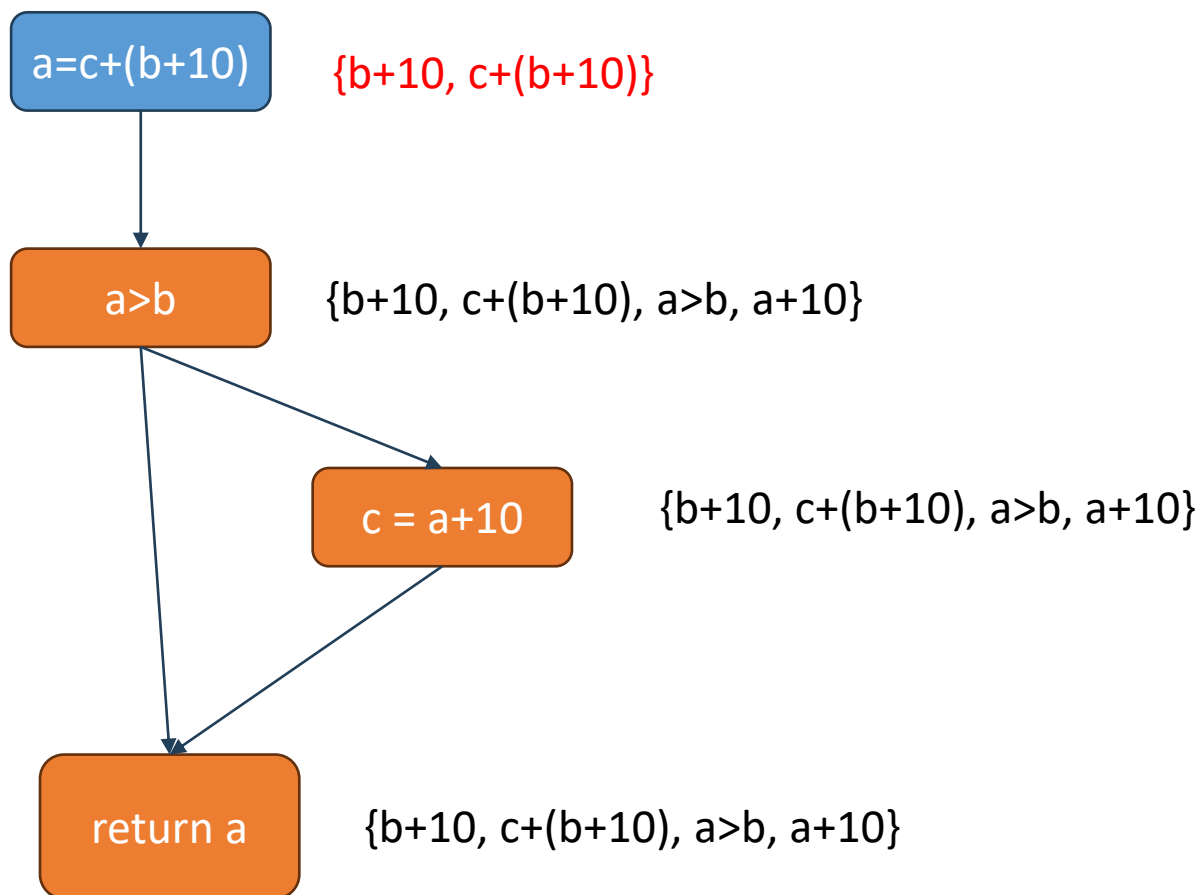 a=c+(b+10)
{b+10, c+(b+10)}
a>b
{b+10, c+(b+10), a>b, a+10}
c = a+10
{b+10, c+(b+10), a>b, a+10}
return a
{b+10, c+(b+10), a>b, a+10}